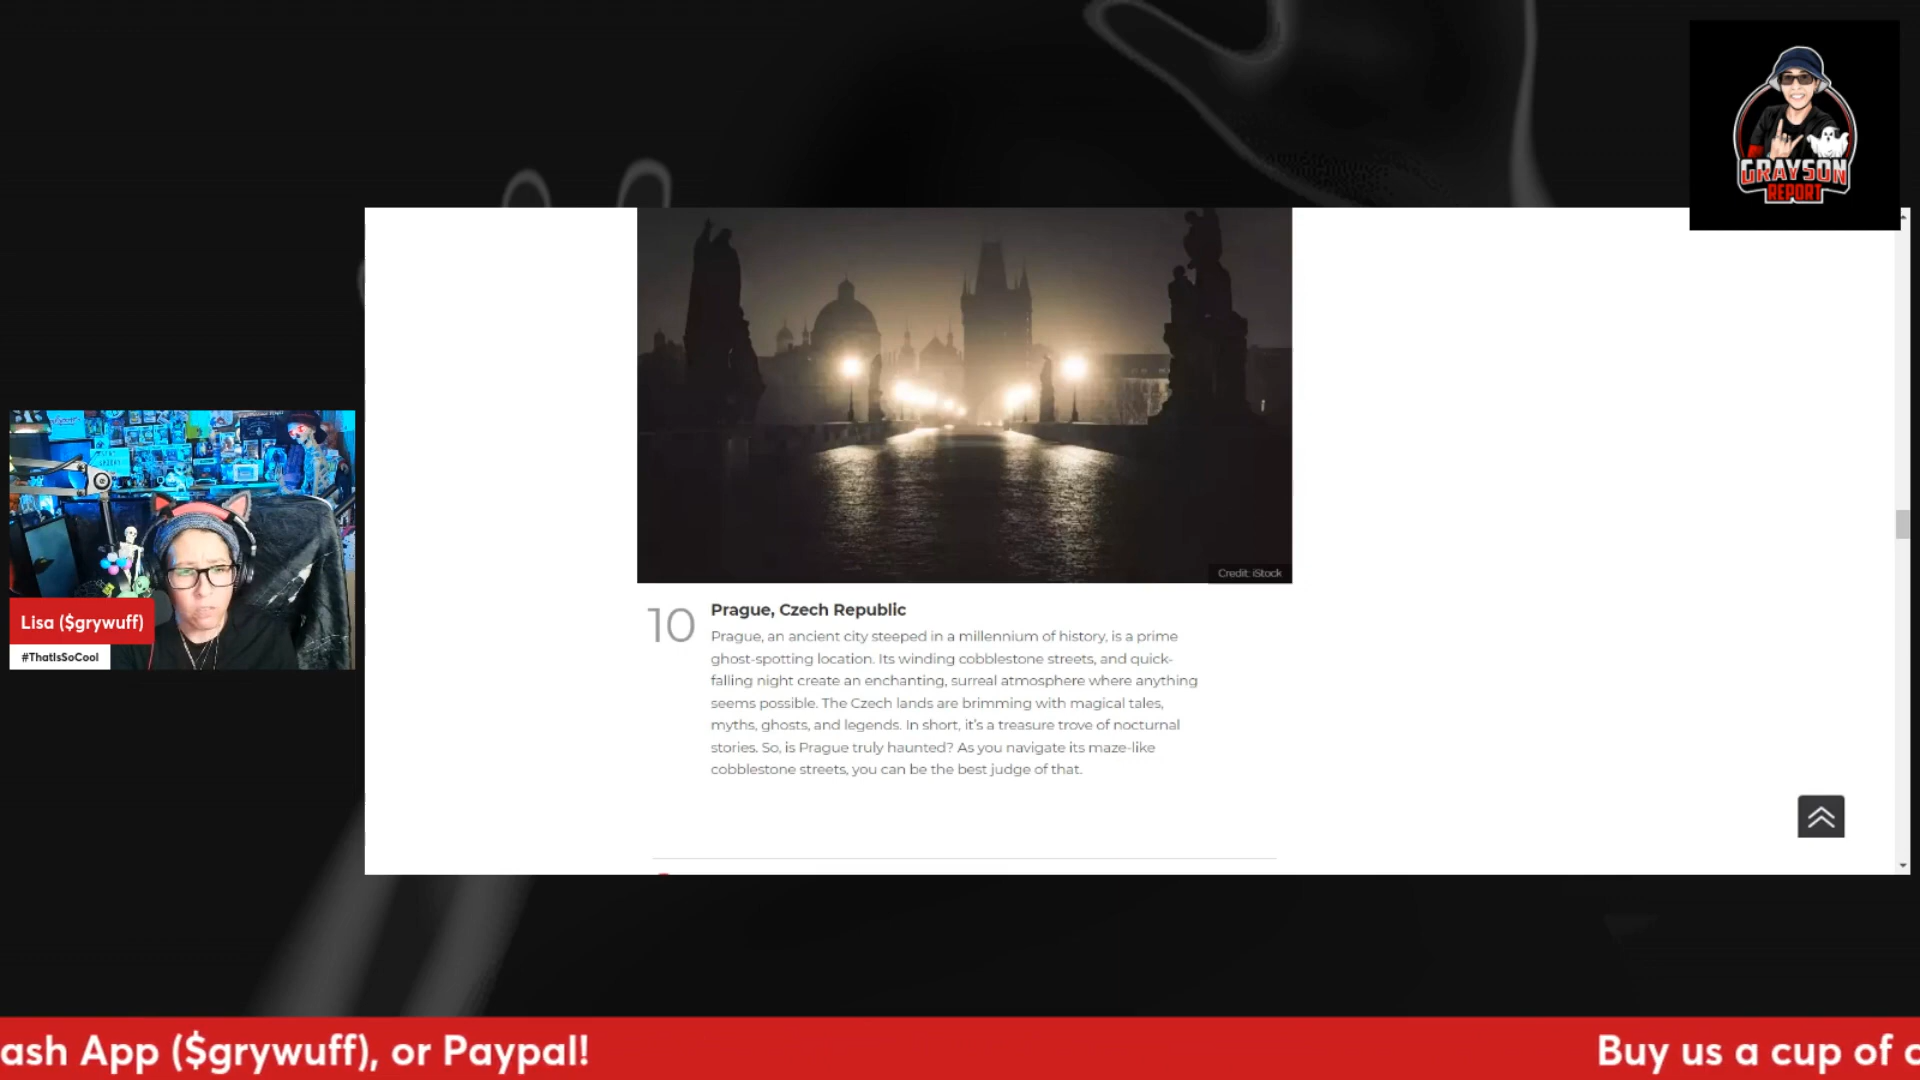 GRAYSON
REPORT
Credit: iStock
10
Prague, Czech Republic
Prague, an ancient city steeped in a millennium of history, is a prime
ghost-spotting location. Its winding cobblestone streets, and quick-
falling night create an enchanting, surreal atmosphere where anything
seems possible. The Czech lands are brimming with magical tales,
myths, ghosts, and legends. In short, it's a treasure trove of nocturnal
stories. So, is Prague truly haunted? As you navigate its maze-like
cobblestone streets, you can be the best judge of that.
Lisa ($grywuff)
#ThatIsSoCool
ash App ($grywuff), or Paypal!
Buy us a cup of